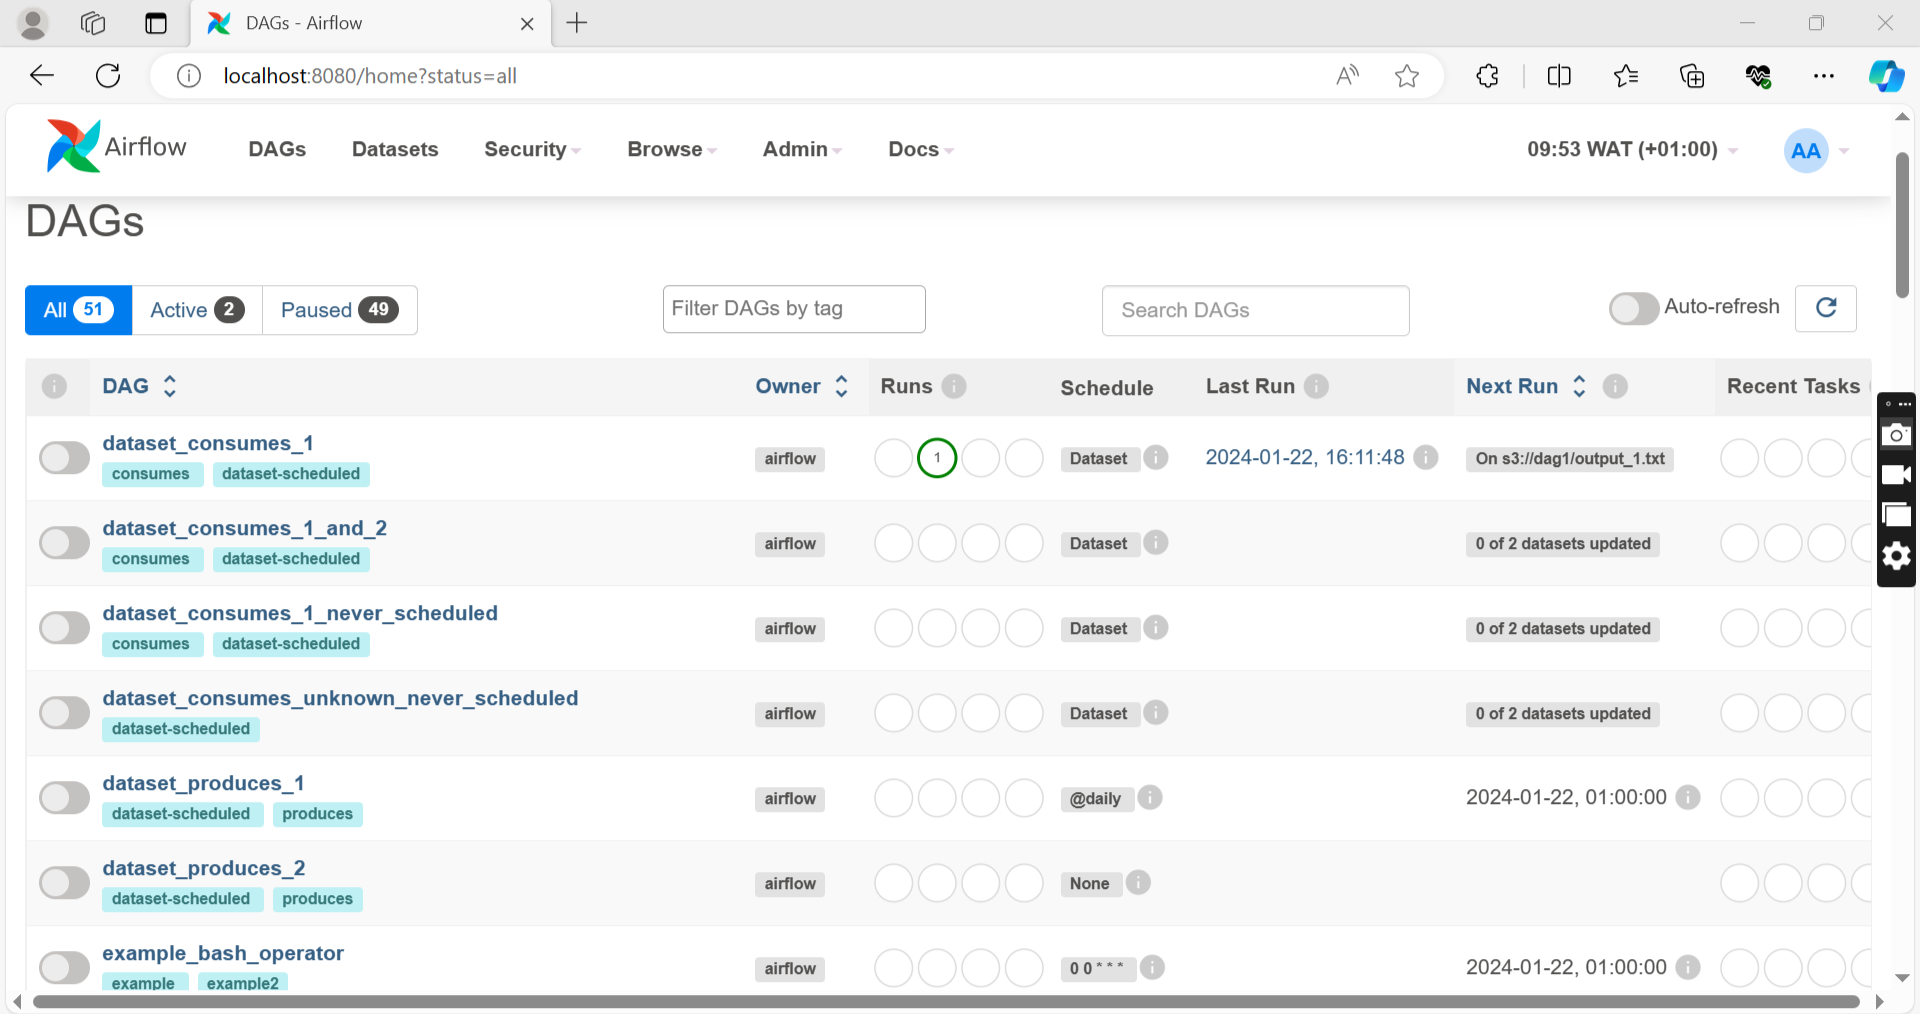 DAGs - Airflow
localhost:8080/home?status=all
Airflow DAGs Datasets Security Browse Admin Docs 09:53 WAT (+01:00) AA
DAGs
All 51 Active 2 Paused 49 Filter DAGs by tag Search DAGs Auto-refresh
DAG Owner Runs Schedule Last Run Next Run Recent Tasks
dataset_consumes_1
consumes dataset-scheduled airflow 1 Dataset 2024-01-22, 16:11:48 On s3://dag1/output_1.txt
dataset_consumes_1_and_2
consumes dataset-scheduled airflow Dataset 0 of 2 datasets updated
dataset_consumes_1_never_scheduled
consumes dataset-scheduled airflow Dataset 0 of 2 datasets updated
dataset_consumes_unknown_never_scheduled
dataset-scheduled airflow Dataset 0 of 2 datasets updated
dataset_produces_1
dataset-scheduled produces airflow @daily 2024-01-22, 01:00:00
dataset_produces_2
dataset-scheduled produces airflow None
example_bash_operator
example example2 airflow 0 0 * * * 2024-01-22, 01:00:00